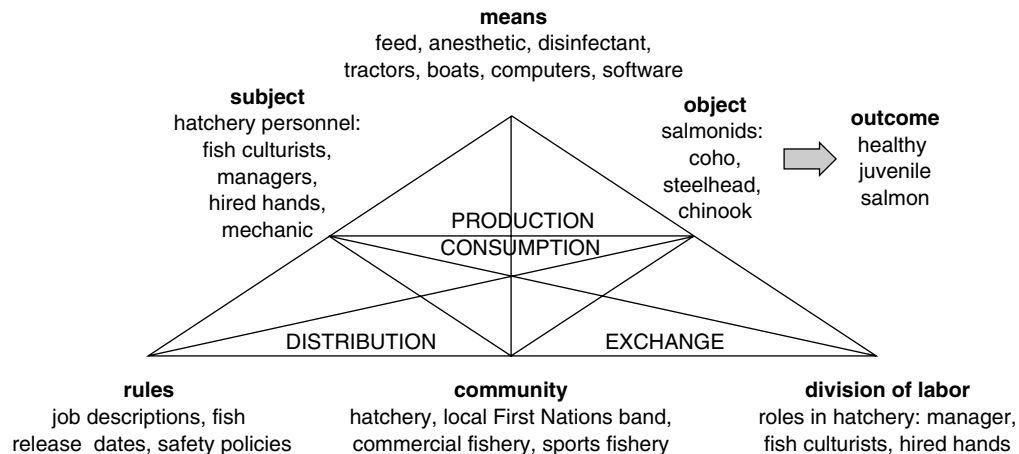 means
feed, anesthetic, disinfectant,
tractors, boats, computers, software
subject
hatchery personnel:
fish culturists,
managers,
hired hands,
mechanic
object
salmonids:
coho,
steelhead,
chinook
outcome
healthy
juvenile
salmon
PRODUCTION
CONSUMPTION
DISTRIBUTION
EXCHANGE
rules
job descriptions, fish
release dates, safety policies
community
hatchery, local First Nations band,
commercial fishery, sports fishery
division of labor
roles in hatchery: manager,
fish culturists, hired hands